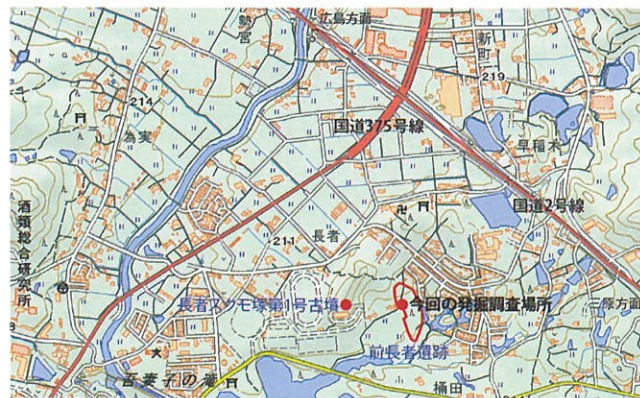 勢宮
広島方面
新町
219
214
国道375号線
為実
早稲木
国道2号線
酒類総合研究所
211
長者
長者スクモ塚第1号古墳
今回の発掘調査場所
三原方面
前長者遺跡
吾妻子の滝
桶田